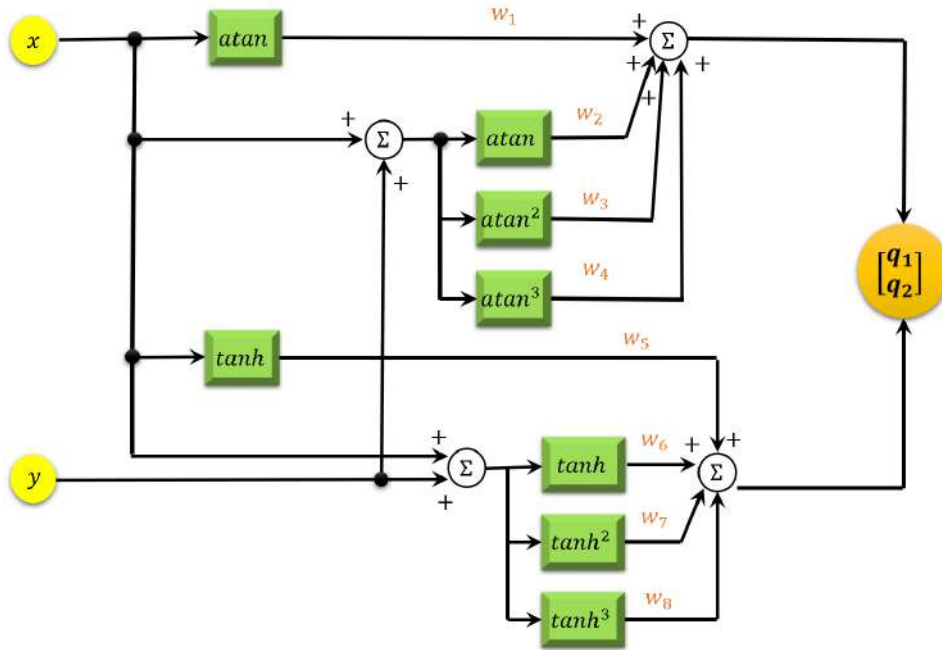 x
atan
w₁
+
Σ
+
+
+
w₂
+
Σ
+
atan
w₃
atan²
w₄
atan³
[q₁
q₂]
tanh
w₅
+
w₆
+
+
y
Σ
+
tanh
Σ
w₇
tanh²
w₈
tanh³